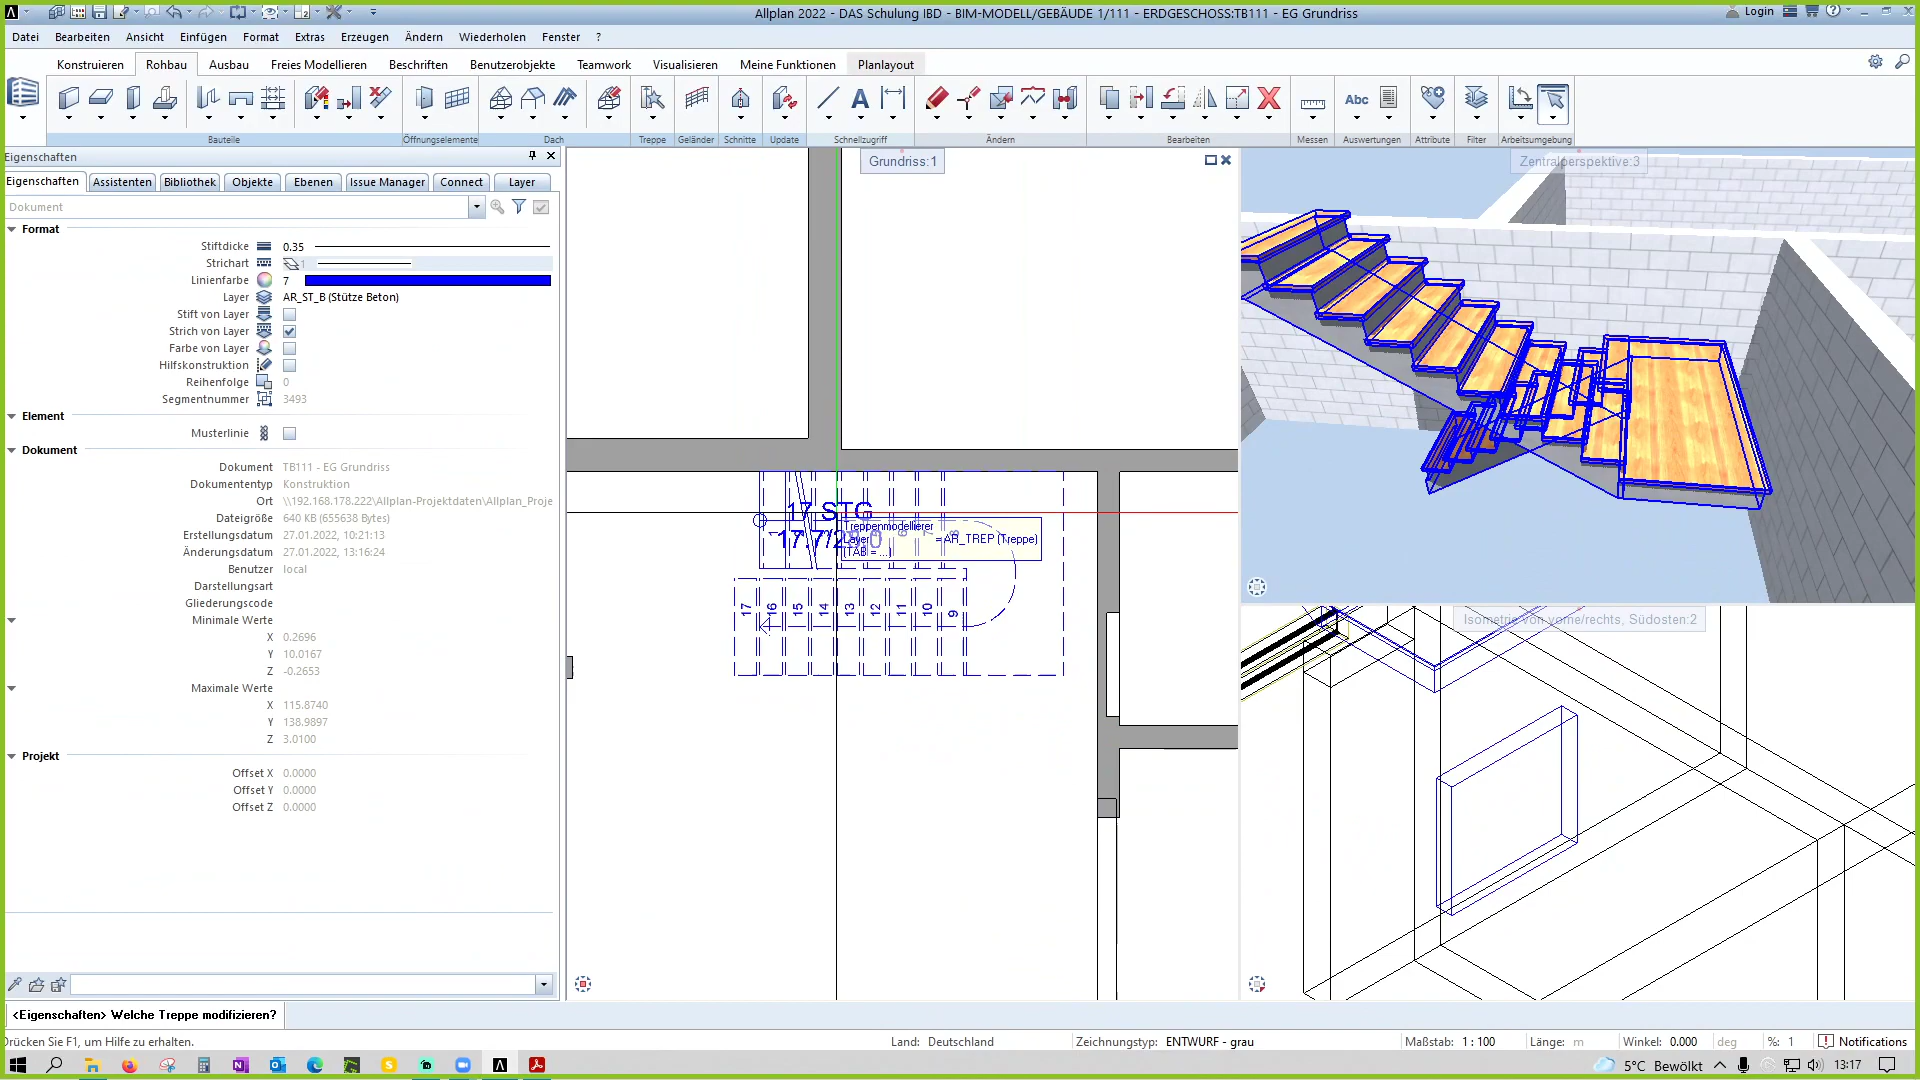 Allplan 2022 - DAS Schulung IBD - BIM-MODELL/GEBÄUDE 1/111 - ERDGESCHOSS:TB111 - EG Grundriss
Login
Datei Bearbeiten Ansicht Einfügen Format Extras Erzeugen Ändern Wiederholen Fenster ?
Konstruieren Rohbau Ausbau Freies Modellieren Beschriften Benutzerobjekte Teamwork Visualisieren Meine Funktionen Planlayout
Abc
Bauteile Öffnungselemente Dach Treppe Geländer Schnitte Update Schnellzugriff Ändern Bearbeiten Messen Auswertungen Attribute Filter Arbeitsumgebung
Eigenschaften
Eigenschaften Assistenten Bibliothek Objekte Ebenen Issue Manager Connect Layer
Dokument
Format
Stiftdicke 0.35
Strichart 1
Linienfarbe 7
Layer AR_ST_B (Stütze Beton)
Stift von Layer
Strich von Layer
Farbe von Layer
Hilfskonstruktion
Reihenfolge 0
Segmentnummer 3493
Element
Musterlinie
Dokument
Dokument TB111 - EG Grundriss
Dokumententyp Konstruktion
Ort \\192.168.178.222\Allplan-Projektdaten\Allplan_Proje
Dateigröße 640 KB (655638 Bytes)
Erstellungsdatum 27.01.2022, 10:21:13
Änderungsdatum 27.01.2022, 13:16:24
Benutzer local
Darstellungsart
Gliederungscode
Minimale Werte
X 0.2696
Y 10.0167
Z -0.2653
Maximale Werte
X 115.8740
Y 138.9897
Z 3.0100
Projekt
Offset X 0.0000
Offset Y 0.0000
Offset Z 0.0000
Grundriss:1
17 STG
17.7/2
Treppenmodellierer
Layer = AR_TREP (Treppe)
(TAB = ...)
17 16 15 14 13 12 11 10 9
Zentralperspektive:3
Isometrie von vorne/rechts, Südosten:2
<Eigenschaften> Welche Treppe modifizieren?
Drücken Sie F1, um Hilfe zu erhalten.
Land: Deutschland
Zeichnungstyp: ENTWURF - grau
Maßstab: 1 : 100
Länge: m
Winkel: 0.000 deg
%: 1
Notifications
5°C Bewölkt
13:17